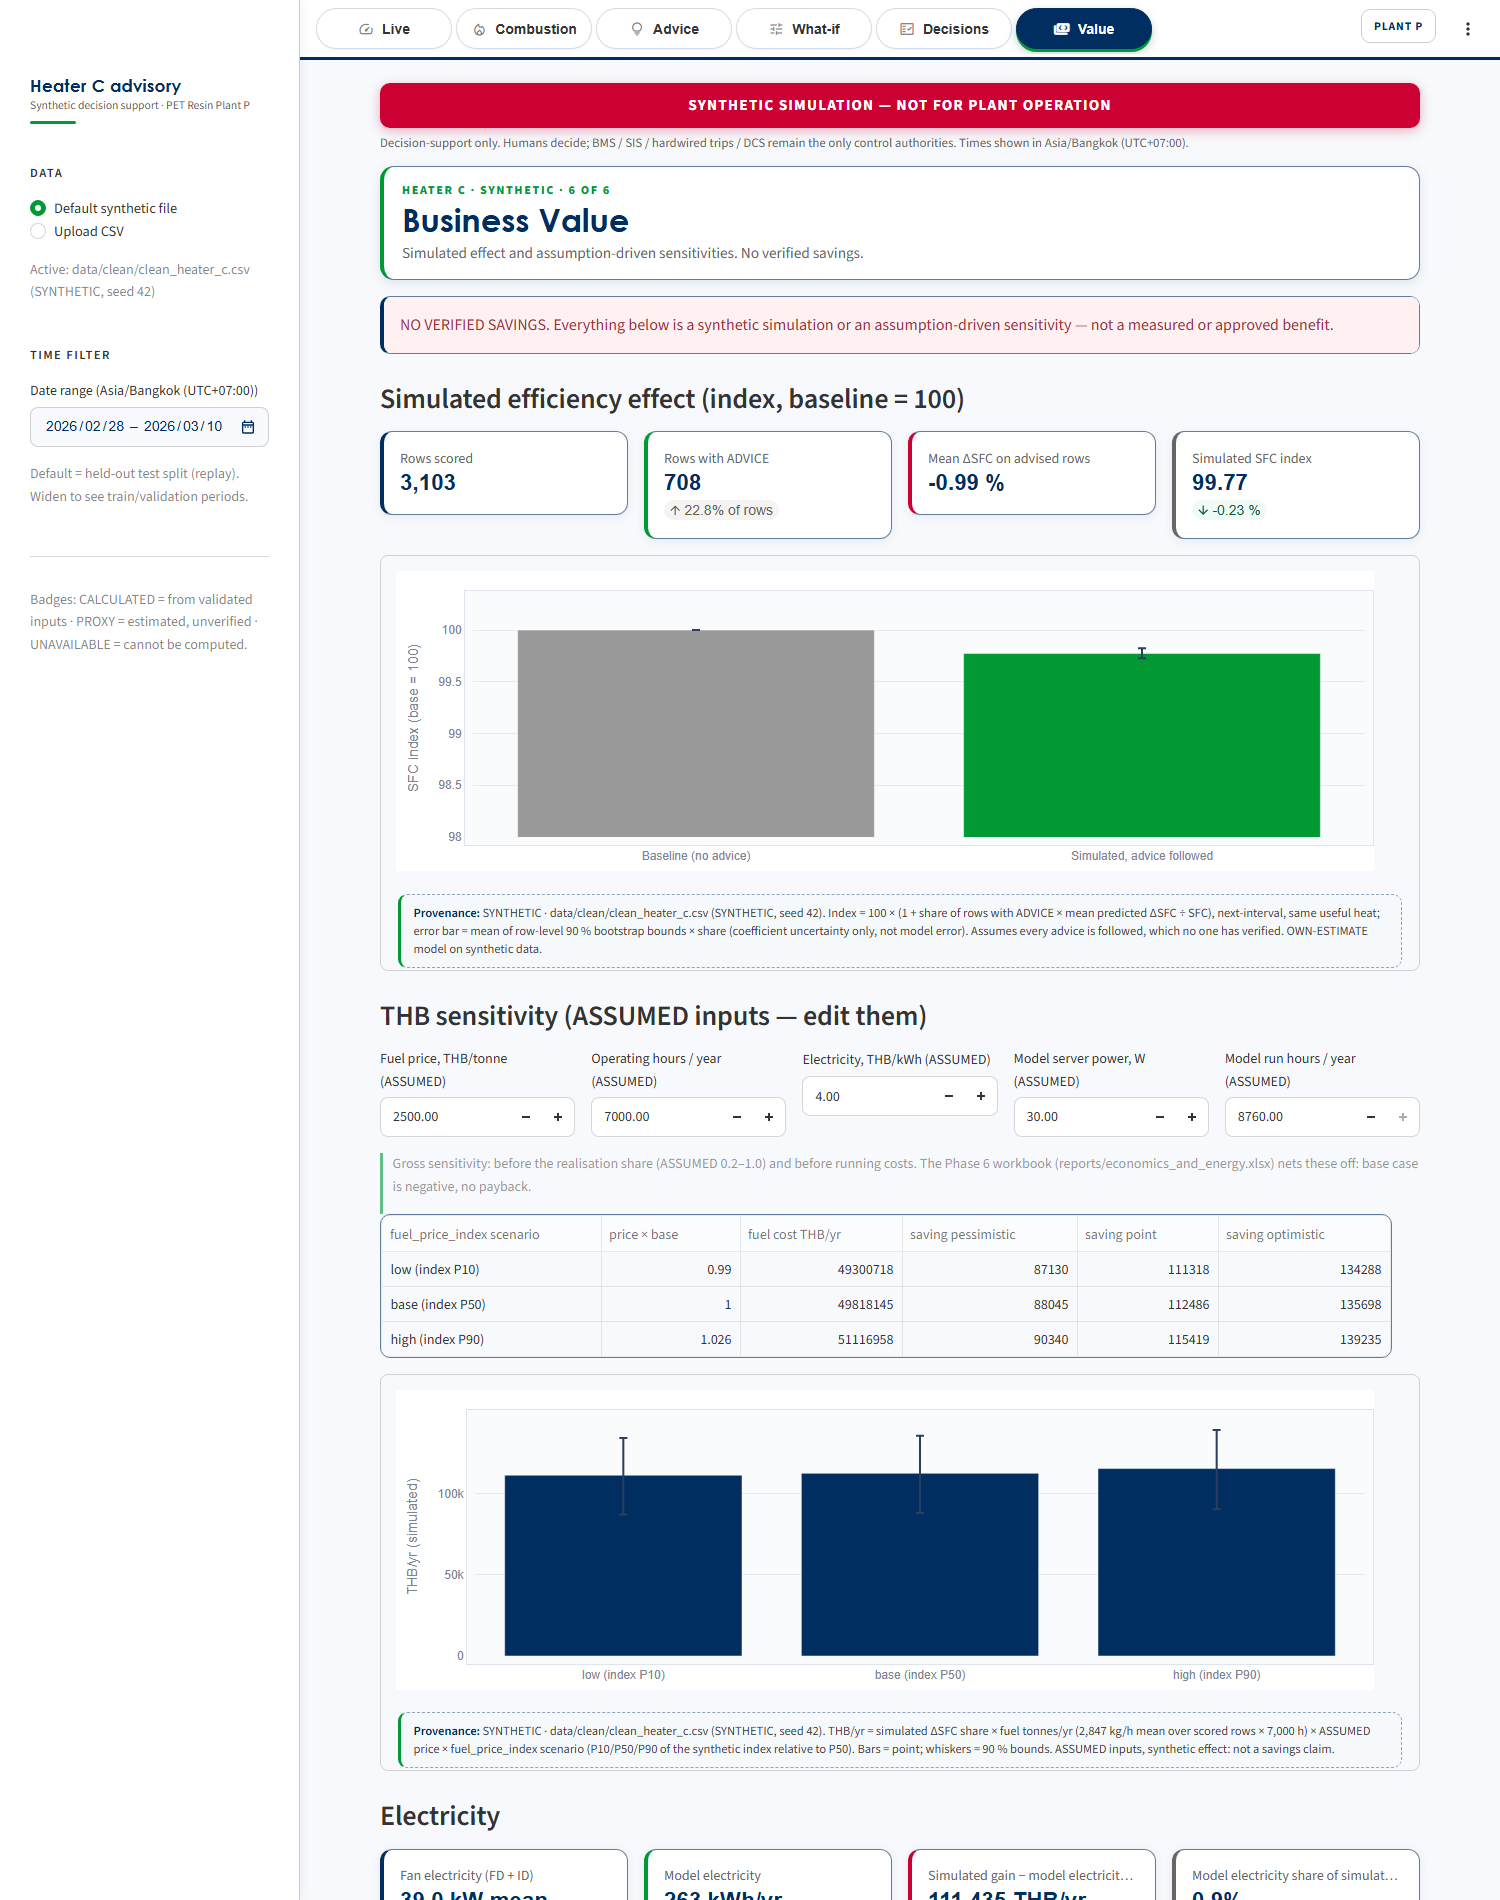 Live
Combustion
Advice
What-if
Decisions
Value
PLANT P
Heater C advisory
Synthetic decision support · PET Resin Plant P
DATA
Default synthetic file
Upload CSV
Active: data/clean/clean_heater_c.csv
(SYNTHETIC, seed 42)
TIME FILTER
Date range (Asia/Bangkok (UTC+07:00))
2026/02/28 – 2026/03/10
Default = held-out test split (replay).
Widen to see train/validation periods.
Badges: CALCULATED = from validated
inputs · PROXY = estimated, unverified ·
UNAVAILABLE = cannot be computed.
SYNTHETIC SIMULATION — NOT FOR PLANT OPERATION
Decision-support only. Humans decide; BMS / SIS / hardwired trips / DCS remain the only control authorities. Times shown in Asia/Bangkok (UTC+07:00).
HEATER C · SYNTHETIC · 6 OF 6
Business Value
Simulated effect and assumption-driven sensitivities. No verified savings.
NO VERIFIED SAVINGS. Everything below is a synthetic simulation or an assumption-driven sensitivity — not a measured or approved benefit.
Simulated efficiency effect (index, baseline = 100)
Rows scored
3,103
Rows with ADVICE
708
↑ 22.8% of rows
Mean ΔSFC on advised rows
-0.99 %
Simulated SFC index
99.77
↓ -0.23 %
SFC index (base = 100)
100
99.5
99
98.5
98
Baseline (no advice)
Simulated, advice followed
Provenance: SYNTHETIC · data/clean/clean_heater_c.csv (SYNTHETIC, seed 42). Index = 100 × (1 + share of rows with ADVICE × mean predicted ΔSFC ÷ SFC), next-interval, same useful heat;
error bar = mean of row-level 90 % bootstrap bounds × share (coefficient uncertainty only, not model error). Assumes every advice is followed, which no one has verified. OWN-ESTIMATE
model on synthetic data.
THB sensitivity (ASSUMED inputs — edit them)
Fuel price, THB/tonne
(ASSUMED)
2500.00
Operating hours / year
(ASSUMED)
7000.00
Electricity, THB/kWh (ASSUMED)
4.00
Model server power, W
(ASSUMED)
30.00
Model run hours / year
(ASSUMED)
8760.00
Gross sensitivity: before the realisation share (ASSUMED 0.2–1.0) and before running costs. The Phase 6 workbook (reports/economics_and_energy.xlsx) nets these off: base case
is negative, no payback.
fuel_price_index scenario price × base fuel cost THB/yr saving pessimistic saving point saving optimistic
low (index P10) 0.99 49300718 87130 111318 134288
base (index P50) 1 49818145 88045 112486 135698
high (index P90) 1.026 51116958 90340 115419 139235
THB/yr (simulated)
100k
50k
0
low (index P10)
base (index P50)
high (index P90)
Provenance: SYNTHETIC · data/clean/clean_heater_c.csv (SYNTHETIC, seed 42). THB/yr = simulated ΔSFC share × fuel tonnes/yr (2,847 kg/h mean over scored rows × 7,000 h) × ASSUMED
price × fuel_price_index scenario (P10/P50/P90 of the synthetic index relative to P50). Bars = point; whiskers = 90 % bounds. ASSUMED inputs, synthetic effect: not a savings claim.
Electricity
Fan electricity (FD + ID)
39.0 kW mean
Model electricity
263 kWh/yr
Simulated gain − model electricit…
111,435 THB/yr
Model electricity share of simulat…
0.9%